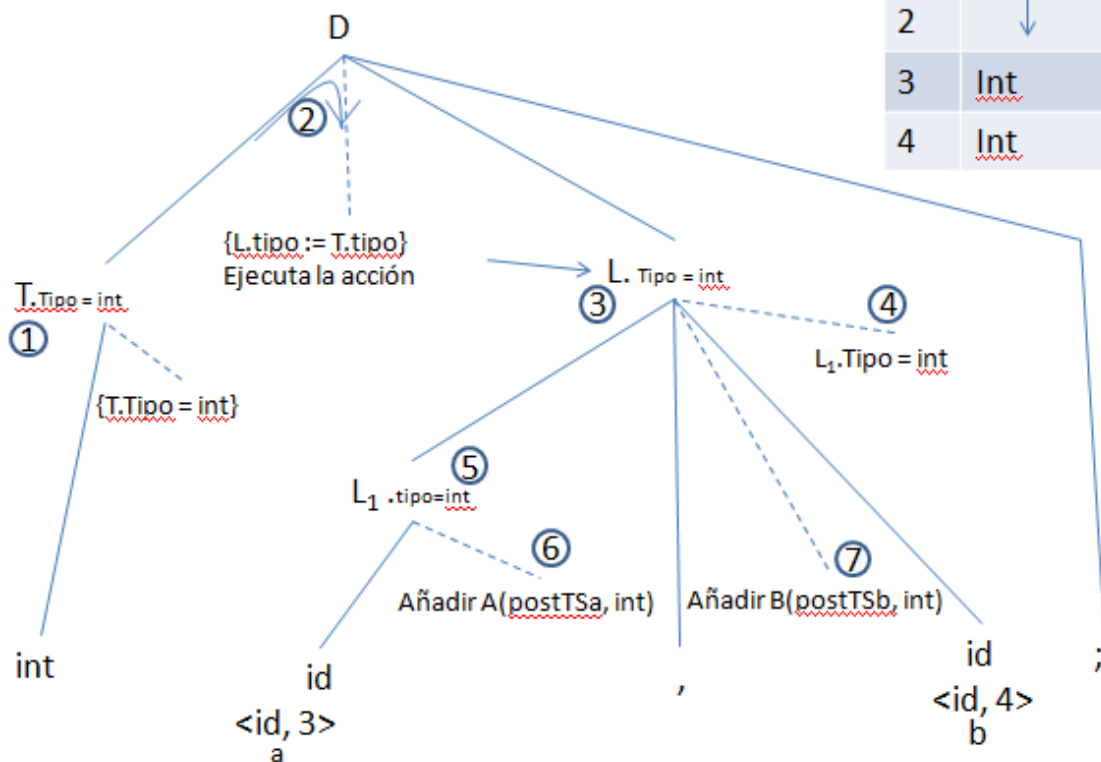 D
2
3 Int
4 Int
②
{L.tipo := T.tipo}
Ejecuta la acción
L. Tipo = int
③
④
T.Tipo = int
①
L₁.Tipo = int
{T.Tipo = int}
⑤
L₁ .tipo=int
⑥
⑦
Añadir A(postTSa, int)
Añadir B(postTSb, int)
int
id
,
id
;
<id, 3>
a
<id, 4>
b